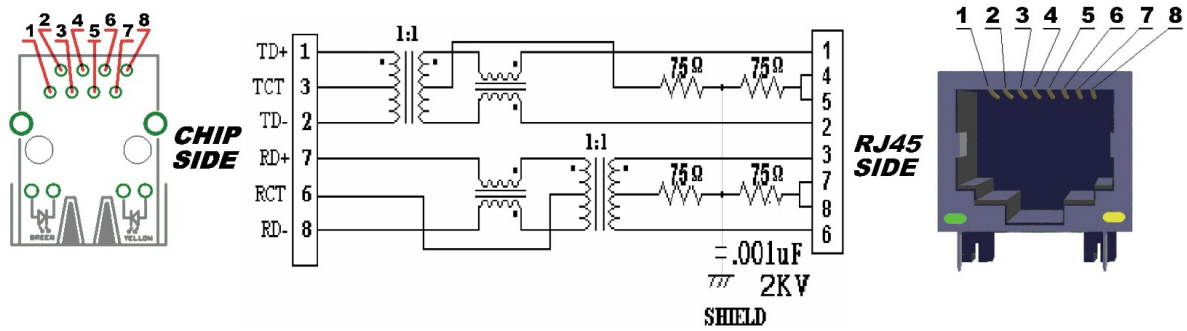 2 4 6 8
1 3 5 7
CHIP
SIDE
GREEN
YELLOW
1:1
TD+ 1
TCT 3
TD- 2
RD+ 7
RCT 6
RD- 8
75Ω 75Ω
1:1
75Ω 75Ω
.001uF
2KV
SHIELD
1
4
5
2
3
7
8
6
RJ45
SIDE
1 2 3 4 5 6 7 8